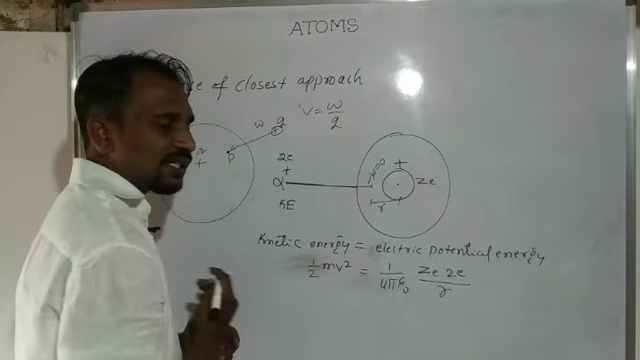 ATOMS
of closest approach
V = w/q
w q
p
+
2e
+
α
KE
V=0
+
Ze
r
Kinetic energy = electric potential energy
1/2 mv² = 1/4πε₀ Ze 2e/r